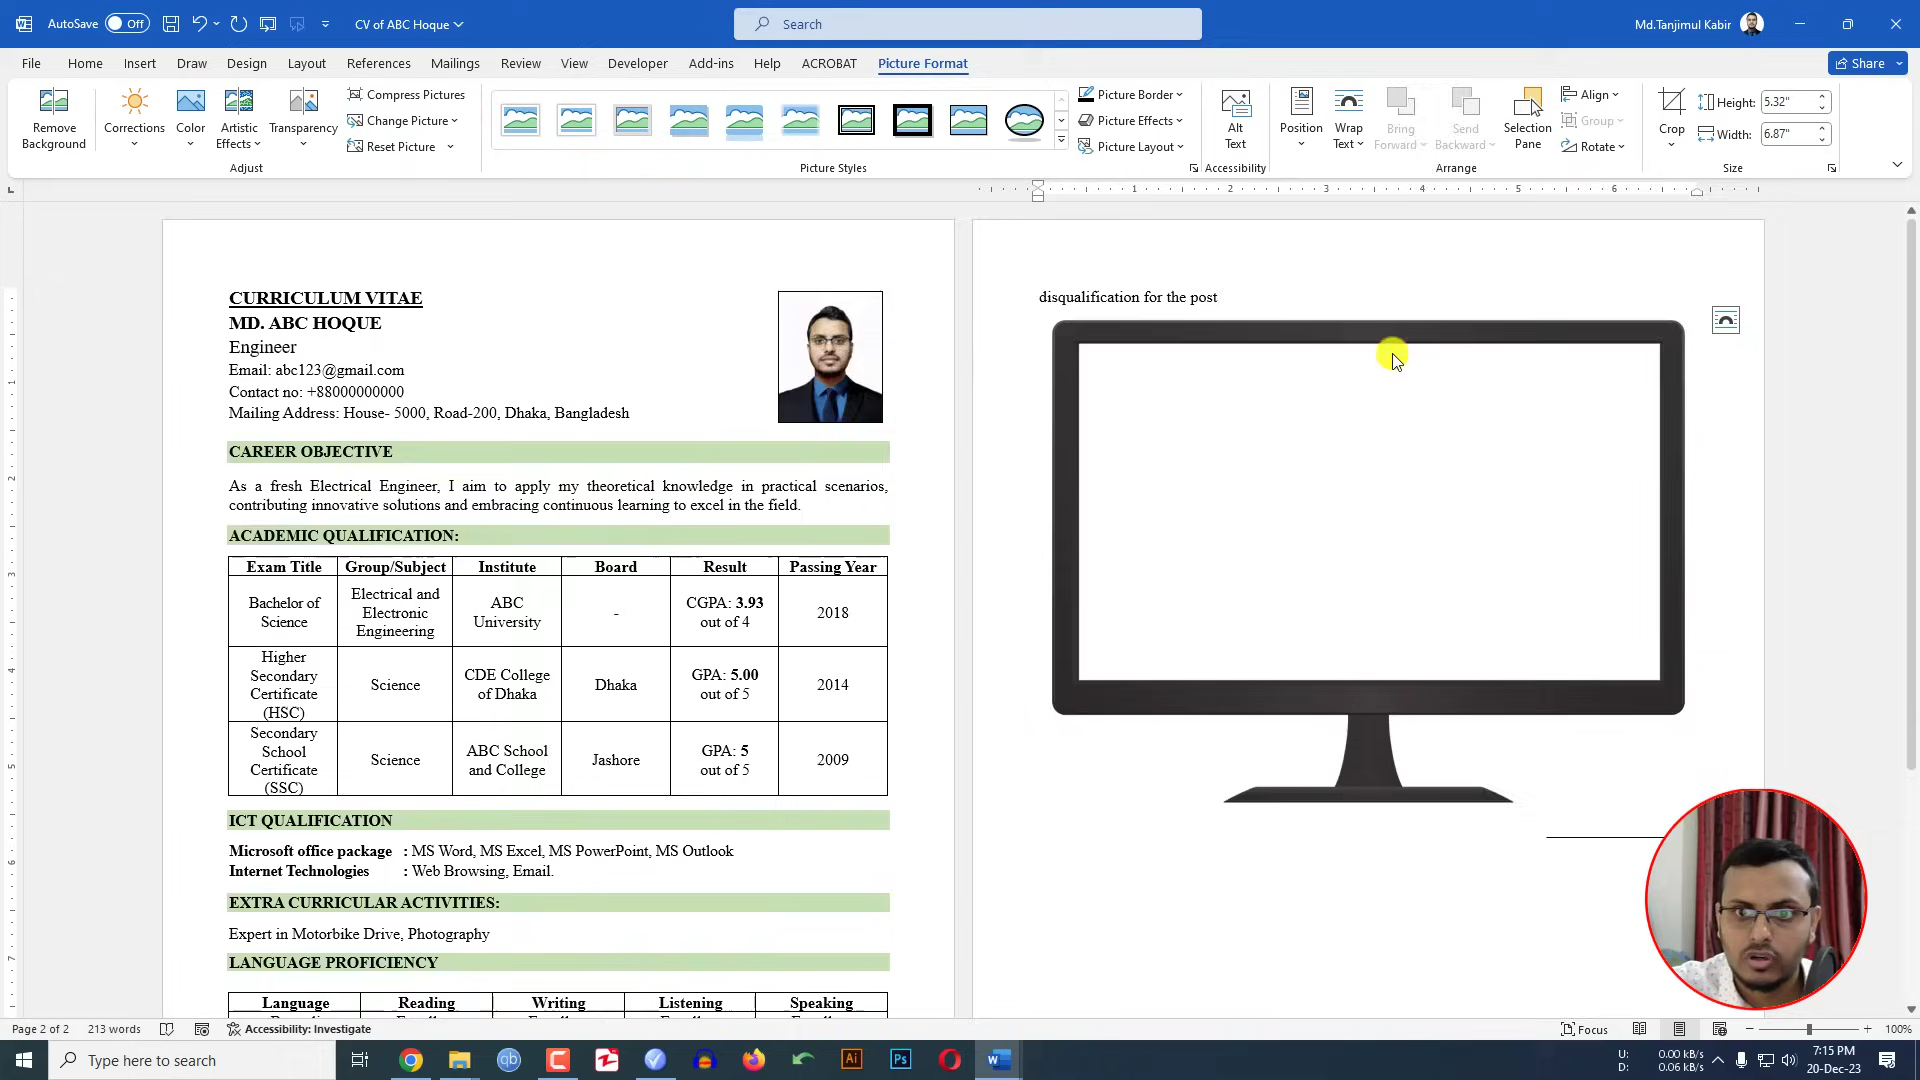 AutoSave Off CV of ABC Hoque Search Md.Tanjimul Kabir
File Home Insert Draw Design Layout References Mailings Review View Developer Add-ins Help ACROBAT Picture Format Share
Remove Background
Corrections
Color
Artistic Effects
Transparency
Compress Pictures
Change Picture
Reset Picture
Adjust
Picture Styles
Picture Border
Picture Effects
Picture Layout
Alt Text
Accessibility
Position
Wrap Text
Bring Forward
Send Backward
Selection Pane
Align
Group
Rotate
Arrange
Crop
Height: 5.32"
Width: 6.87"
Size
1 2 3 4 5 6
CURRICULUM VITAE
MD. ABC HOQUE
Engineer
Email: abc123@gmail.com
Contact no: +88000000000
Mailing Address: House- 5000, Road-200, Dhaka, Bangladesh
CAREER OBJECTIVE
As a fresh Electrical Engineer, I aim to apply my theoretical knowledge in practical scenarios,
contributing innovative solutions and embracing continuous learning to excel in the field.
ACADEMIC QUALIFICATION:
Exam Title Group/Subject Institute Board Result Passing Year
Bachelor of Science Electrical and Electronic Engineering ABC University - CGPA: 3.93 out of 4 2018
Higher Secondary Certificate (HSC) Science CDE College of Dhaka Dhaka GPA: 5.00 out of 5 2014
Secondary School Certificate (SSC) Science ABC School and College Jashore GPA: 5 out of 5 2009
ICT QUALIFICATION
Microsoft office package : MS Word, MS Excel, MS PowerPoint, MS Outlook
Internet Technologies : Web Browsing, Email.
EXTRA CURRICULAR ACTIVITIES:
Expert in Motorbike Drive, Photography
LANGUAGE PROFICIENCY
Language Reading Writing Listening Speaking
disqualification for the post
Page 2 of 2 213 words Accessibility: Investigate Focus 100%
Type here to search
U: 0.00 kB/s
D: 0.06 kB/s
7:15 PM
20-Dec-23